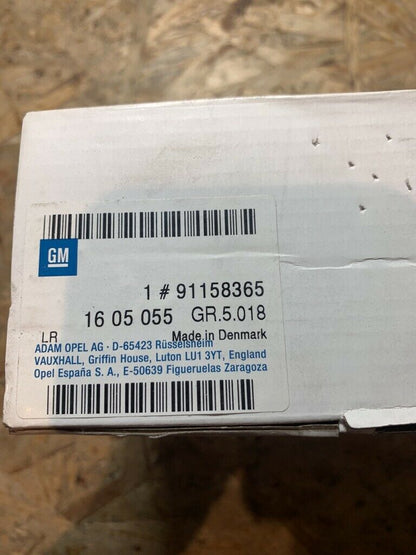 GM
1 # 91158365
16 05 055 GR.5.018
LR Made in Denmark
ADAM OPEL AG · D-65423 Rüsselsheim
VAUXHALL, Griffin House, Luton LU1 3YT, England
Opel España S. A., E-50639 Figueruelas Zaragoza